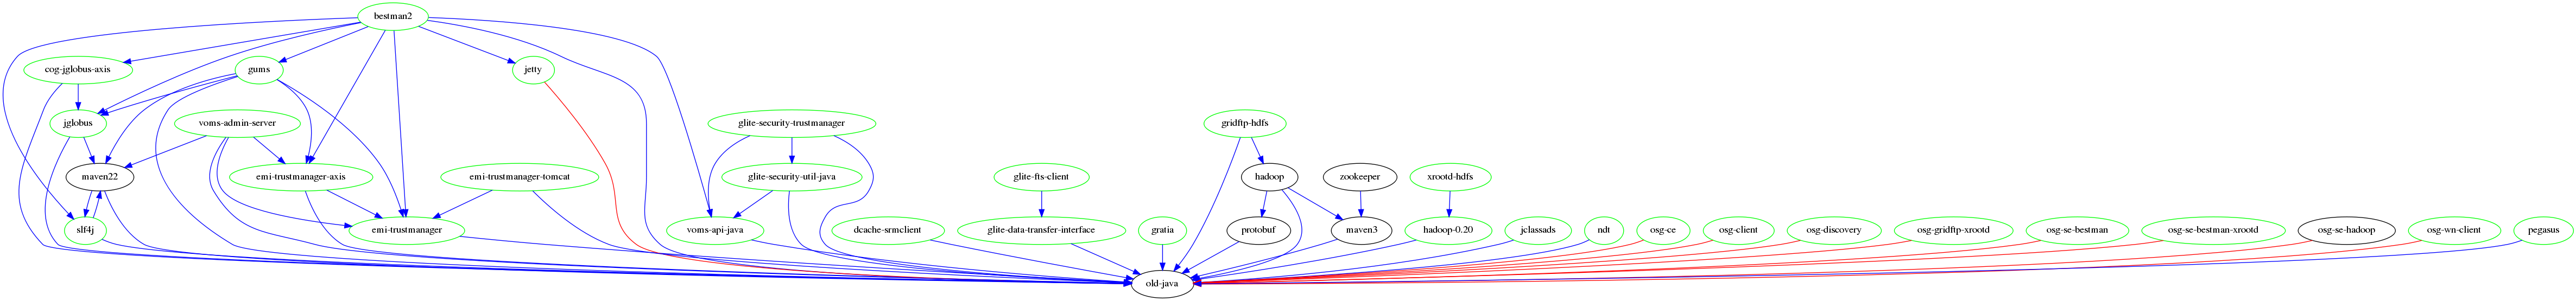 bestman2
cog-jglobus-axis
gums
jetty
jglobus
voms-admin-server
glite-security-trustmanager
gridftp-hdfs
maven22
emi-trustmanager-axis
emi-trustmanager-tomcat
glite-security-util-java
glite-fts-client
hadoop
zookeeper
xrootd-hdfs
slf4j
emi-trustmanager
voms-api-java
dcache-srmclient
glite-data-transfer-interface
gratia
protobuf
maven3
hadoop-0.20
jclassads
ndt
osg-ce
osg-client
osg-discovery
osg-gridftp-xrootd
osg-se-bestman
osg-se-bestman-xrootd
osg-se-hadoop
osg-wn-client
pegasus
old-java